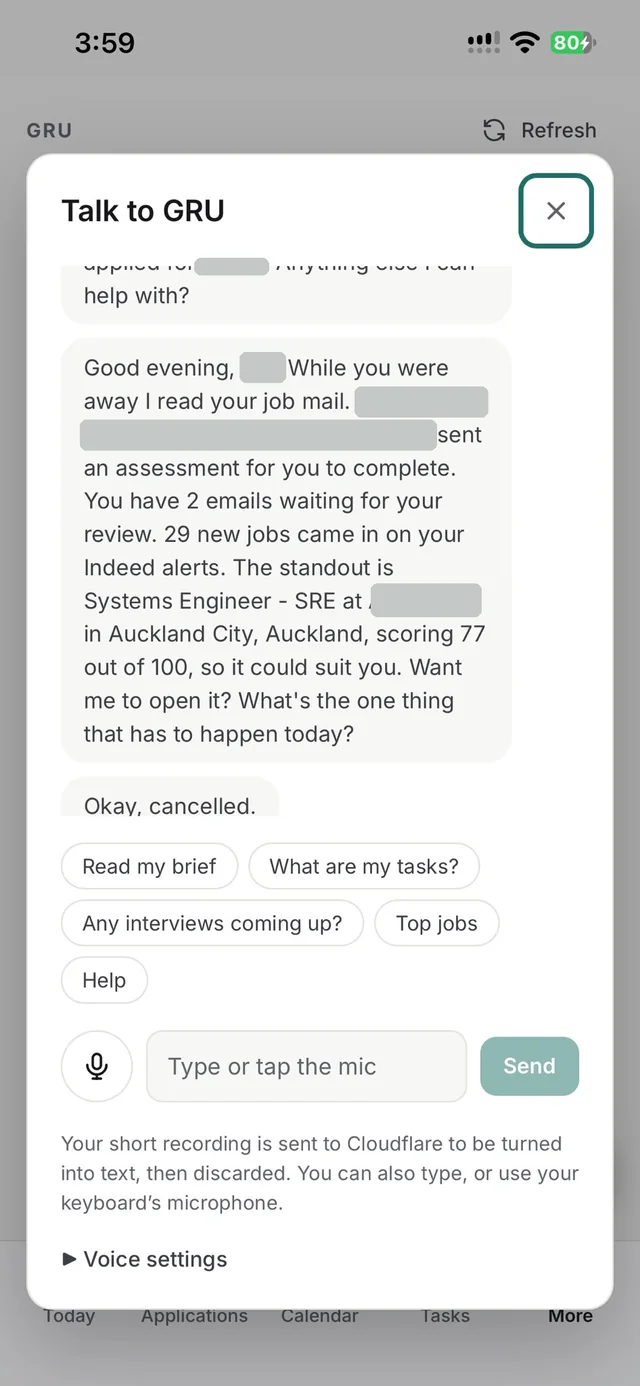 3:59
80
GRU
Refresh
Talk to GRU
applied for Anything else I can
help with?
Good evening, While you were
away I read your job mail.
sent
an assessment for you to complete.
You have 2 emails waiting for your
review. 29 new jobs came in on your
Indeed alerts. The standout is
Systems Engineer - SRE at
in Auckland City, Auckland, scoring 77
out of 100, so it could suit you. Want
me to open it? What's the one thing
that has to happen today?
Okay, cancelled.
Read my brief
What are my tasks?
Any interviews coming up?
Top jobs
Help
Type or tap the mic
Send
Your short recording is sent to Cloudflare to be turned
into text, then discarded. You can also type, or use your
keyboard’s microphone.
Voice settings
Today
Applications
Calendar
Tasks
More